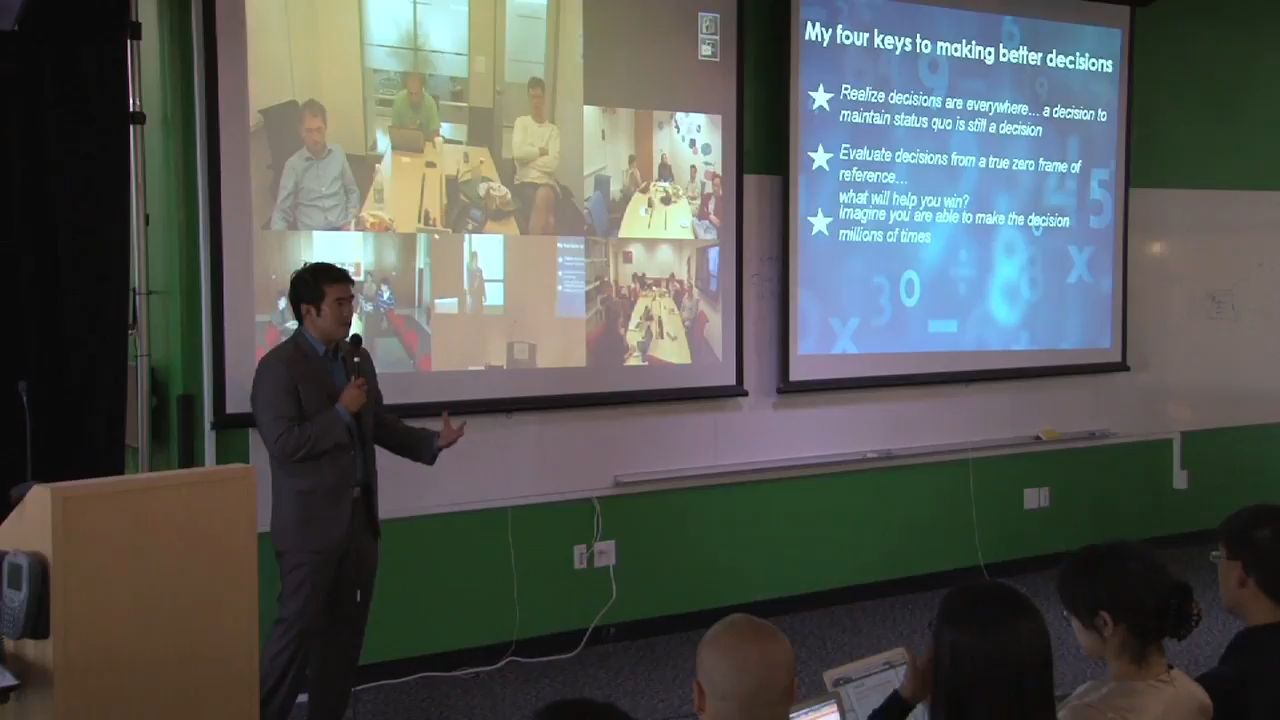 My four keys to making better decisions
Realize decisions are everywhere... a decision to
maintain status quo is still a decision
Evaluate decisions from a true zero frame of
reference...
what will help you win?
Imagine you are able to make the decision
millions of times